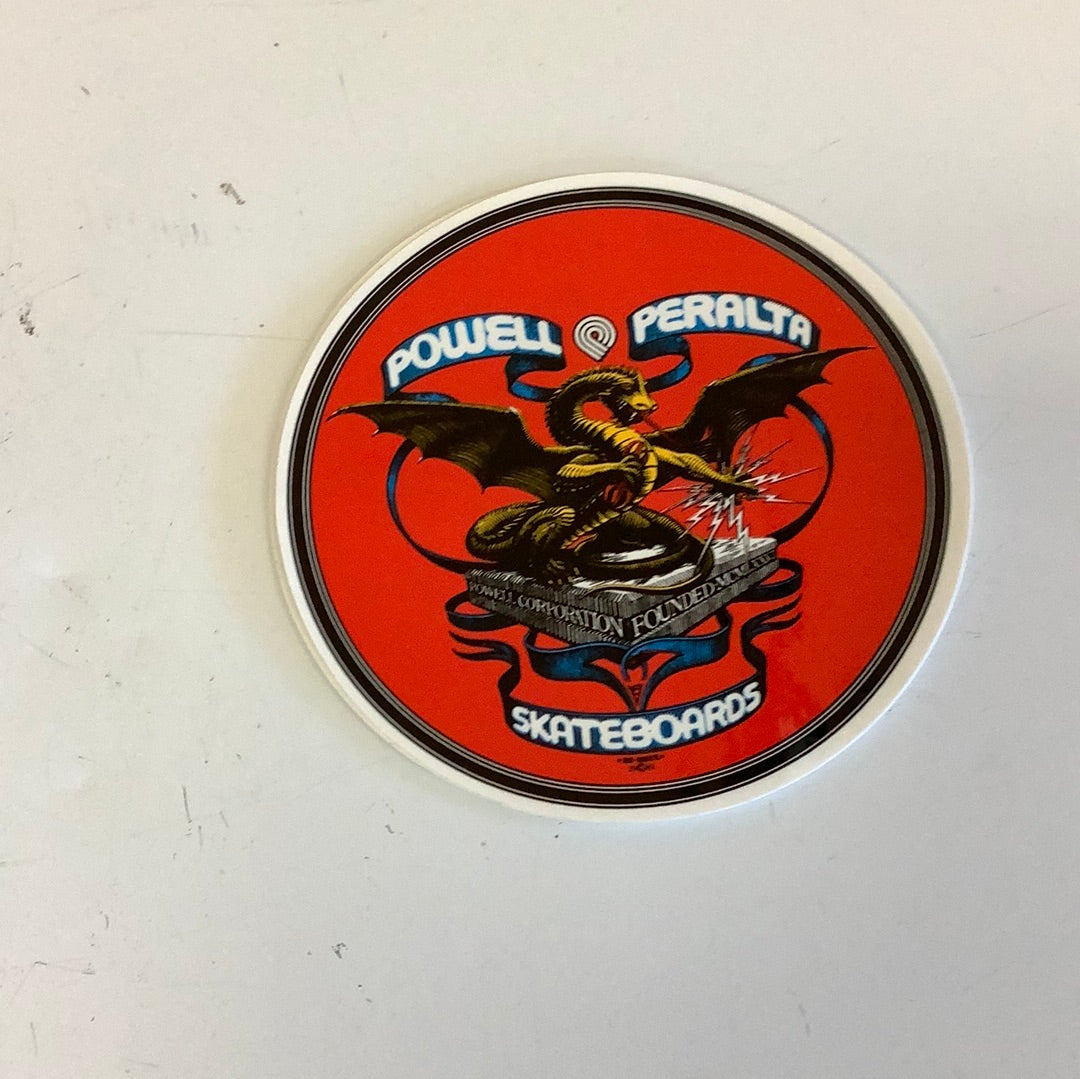 POWELL PERALTA
POWELL CORPORATION FOUNDED
SKATEBOARDS